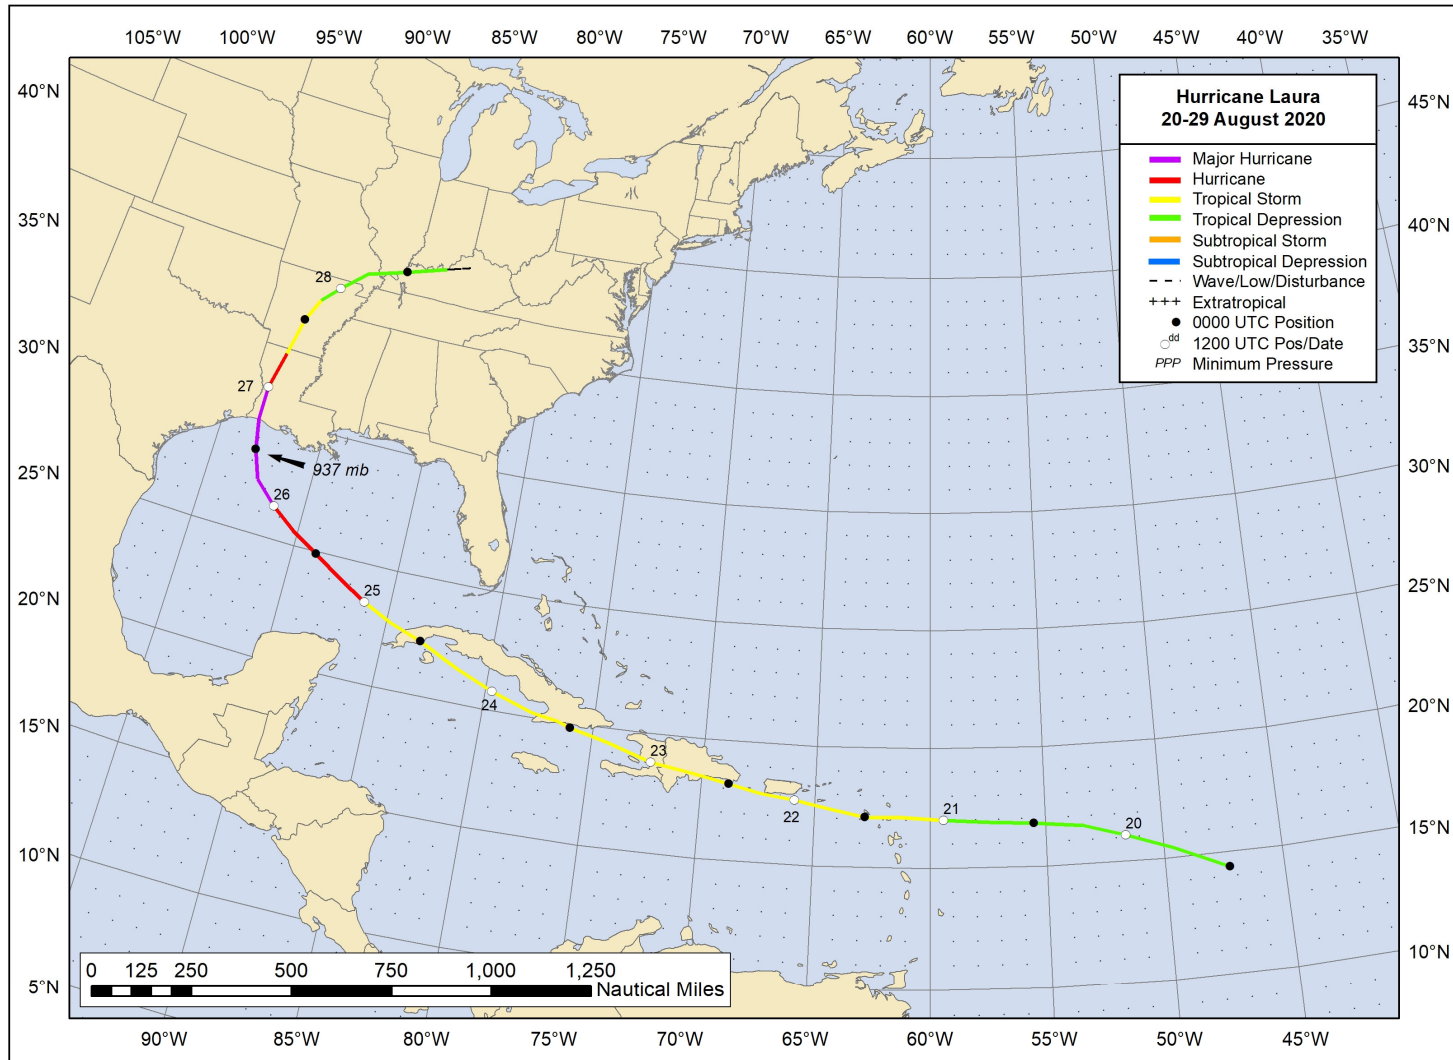 105°W 100°W 95°W 90°W 85°W 80°W 75°W 70°W 65°W 60°W 55°W 50°W 45°W 40°W 35°W
40°N
35°N
30°N
25°N
20°N
15°N
10°N
5°N
45°N
40°N
35°N
30°N
25°N
20°N
15°N
10°N
Hurricane Laura
20-29 August 2020
Major Hurricane
Hurricane
Tropical Storm
Tropical Depression
Subtropical Storm
Subtropical Depression
Wave/Low/Disturbance
+++ Extratropical
0000 UTC Position
dd 1200 UTC Pos/Date
PPP Minimum Pressure
28
27
937 mb
26
25
24
23
22
21
20
0 125 250 500 750 1,000 1,250
Nautical Miles
90°W 85°W 80°W 75°W 70°W 65°W 60°W 55°W 50°W 45°W